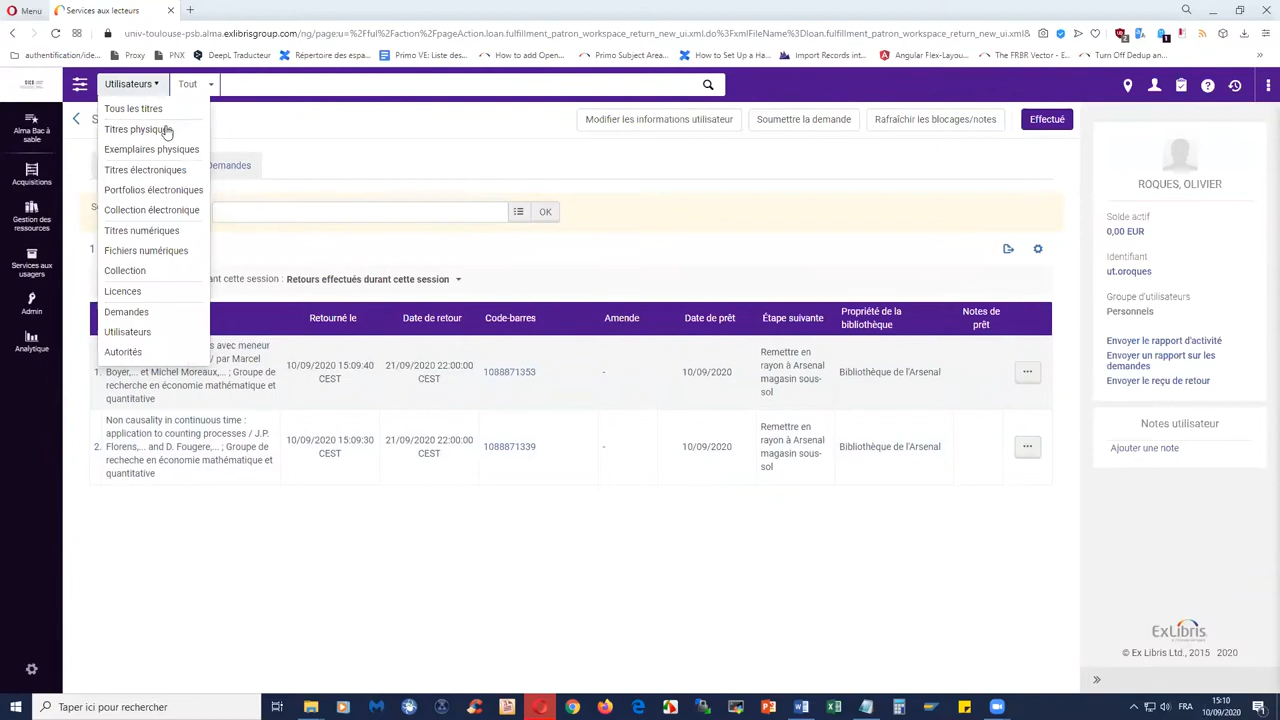 Menu
Services aux lecteurs
univ-toulouse-psb.alma.exlibrisgroup.com/ng/page;u=%2Fful%2Faction%2FpageAction.loan.fulfillment_patron_workspace_return_new_ui.xml.do%3FxmlFileName%3Dloan.fulfillment_patro_workspace_return_new_ui.xml&
authentification/ide
Proxy
PNX
DeepL Traducteur
Répertoire des espa
Primo VE: Liste des
How to add Open
Primo Subject Area
How to Set Up a Ha
Import Records Mo
Angular Flex-Layou
The FRBR Vector - E
Turn Off Dedup an
Utilisateurs
Tout
Tous les titres
Titres physiques
Exemplaires physiques
Titres électroniques
Portfolios électroniques
Collection électronique
Titres numériques
Fichiers numériques
Collection
Licences
Demandes
Utilisateurs
Autorités
Alma Bac à sable
Acquisitions
Gestion des ressources
Services aux usagers
Admin
Analytique
Modifier les informations utilisateur
Soumettre la demande
Rafraîchir les blocages/notes
Effectué
Demandes
OK
1
ant cette session : Retours effectués durant cette session
Retourné le
Date de retour
Code-barres
Amende
Date de prêt
Étape suivante
Propriété de la bibliothèque
Notes de prêt
s avec meneur
/ par Marcel
1. Boyer,... et Michel Moreaux,... ; Groupe de
recherche en économie mathématique et
quantitative
10/09/2020 15:09:40 CEST
21/09/2020 22:00:00 CEST
1088871353
-
10/09/2020
Remettre en rayon à Arsenal magasin sous-sol
Bibliothèque de l'Arsenal
2. Non causality in continuous time :
application to counting processes / J.P.
Florens,... and D. Fougere,... ; Groupe de
recheche en économie mathématique et
quantitative
10/09/2020 15:09:30 CEST
21/09/2020 22:00:00 CEST
1088871339
-
10/09/2020
Remettre en rayon à Arsenal magasin sous-sol
Bibliothèque de l'Arsenal
ROQUES, OLIVIER
Solde actif
0,00 EUR
Identifiant
ut.oroques
Groupe d'utilisateurs
Personnels
Envoyer le rapport d'activité
Envoyer un rapport sur les demandes
Envoyer le reçu de retour
Notes utilisateur
Ajouter une note
ExLibris
© Ex Libris Ltd., 2015 2020
Taper ici pour rechercher
FRA
15:10
10/09/2020